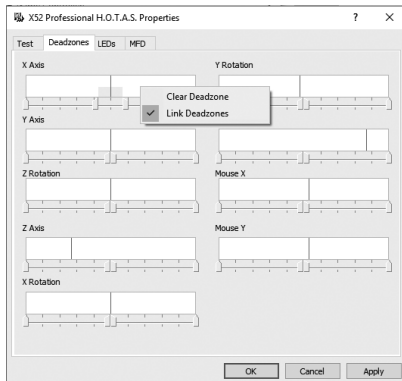 X52 Professional H.O.T.A.S. Properties
Test Deadzones LEDs MFD
X Axis Y Rotation
Clear Deadzone
Link Deadzones
Y Axis
Z Rotation Mouse X
Z Axis Mouse Y
X Rotation
OK Cancel Apply